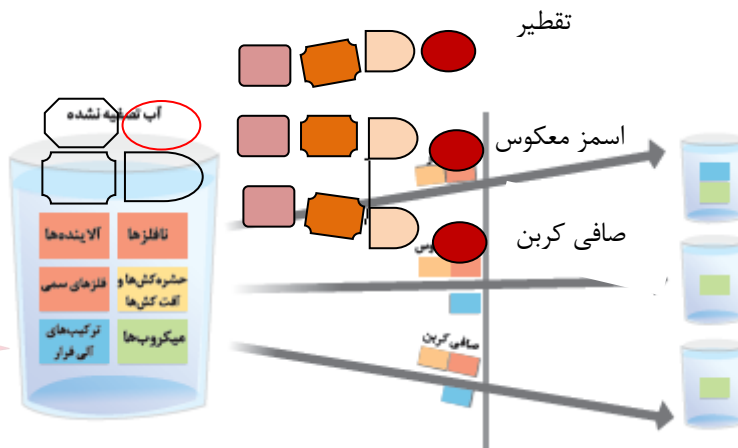 تقطیر
آب تصفیه نشده
اسمز معکوس
صافی کربن
نافلزها
آلاینده‌ها
حشره‌کش‌ها و
آفت‌کش‌ها
فلزهای سمی
میکروب‌ها
ترکیب‌های
آلی فرار
صافی کربن